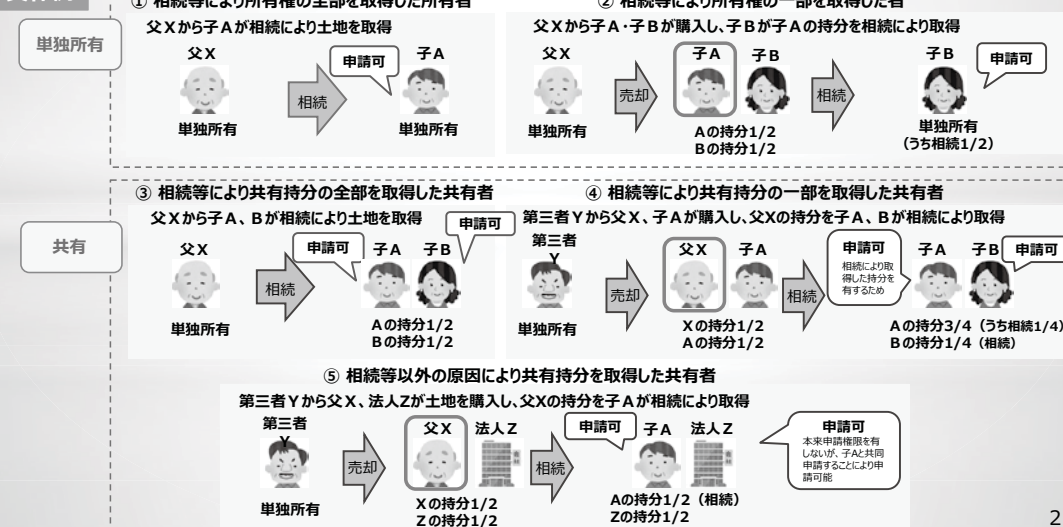 ① 相続等により所有権の全部を取得した所有者
② 相続等により所有権の一部を取得した者
単独所有
父Xから子Aが相続により土地を取得
父X
申請可
子A
相続
単独所有
単独所有
父Xから子A・子Bが購入し、子Bが子Aの持分を相続により取得
父X
子A
子B
子B
申請可
売却
相続
単独所有
Aの持分1/2
Bの持分1/2
単独所有
(うち相続1/2)
③ 相続等により共有持分の全部を取得した共有者
④ 相続等により共有持分の一部を取得した共有者
共有
父Xから子A、Bが相続により土地を取得
父X
申請可
子A
子B
申請可
相続
単独所有
Aの持分1/2
Bの持分1/2
第三者Yから父X、子Aが購入し、父Xの持分を子A、Bが相続により取得
第三者
Y
父X
子A
申請可
相続により取
得した持分を
有するため
子A
子B
申請可
売却
相続
単独所有
Xの持分1/2
Aの持分1/2
Aの持分3/4(うち相続1/4)
Bの持分1/4(相続)
⑤ 相続等以外の原因により共有持分を取得した共有者
第三者Yから父X、法人Zが土地を購入し、父Xの持分を子Aが相続により取得
第三者
Y
父X
法人Z
申請可
子A
法人Z
申請可
本来申請権限を有
しないが、子Aと共同
申請することにより申
請可能
売却
相続
単独所有
Xの持分1/2
Zの持分1/2
Aの持分1/2(相続)
Zの持分1/2
2